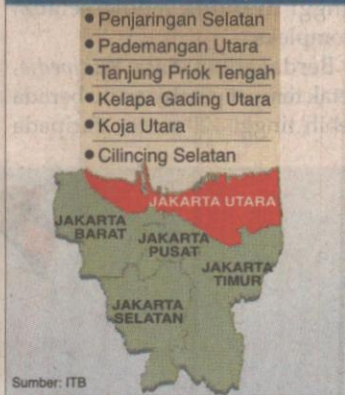 • Penjaringan Selatan
• Pademangan Utara
• Tanjung Priok Tengah
• Kelapa Gading Utara
• Koja Utara
• Cilincing Selatan
JAKARTA UTARA
JAKARTA
BARAT
JAKARTA
PUSAT
JAKARTA
TIMUR
JAKARTA
SELATAN
Sumber: ITB